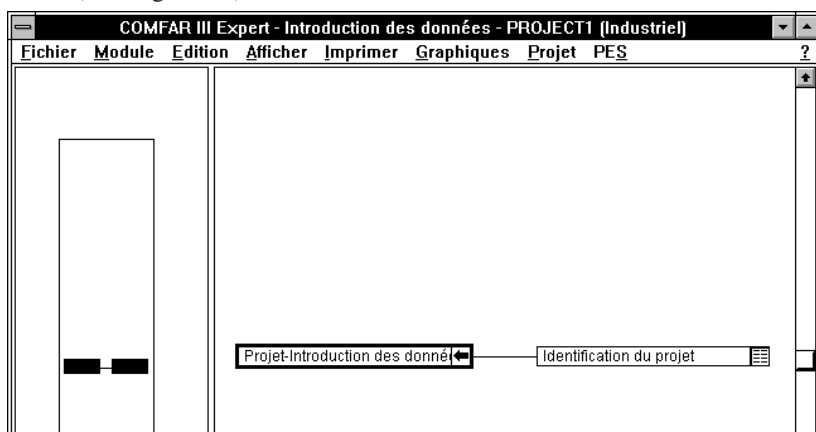 COMFAR III Expert - Introduction des données - PROJECT1 (Industriel)
Fichier Module Edition Afficher Imprimer Graphiques Projet PES ?
Projet-Introduction des donné
Identification du projet